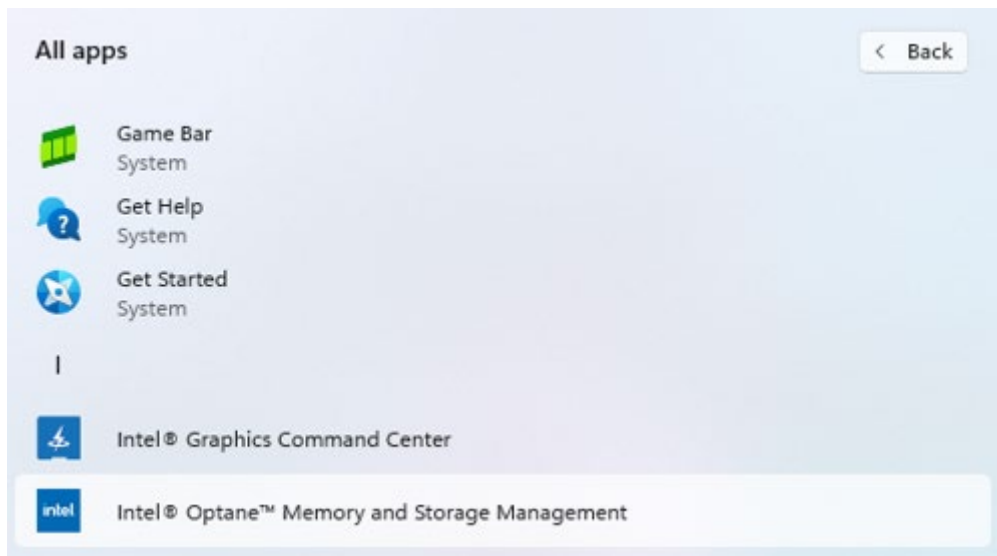 All apps
< Back
Game Bar
System
Get Help
System
Get Started
System
I
Intel® Graphics Command Center
intel
Intel® Optane™ Memory and Storage Management